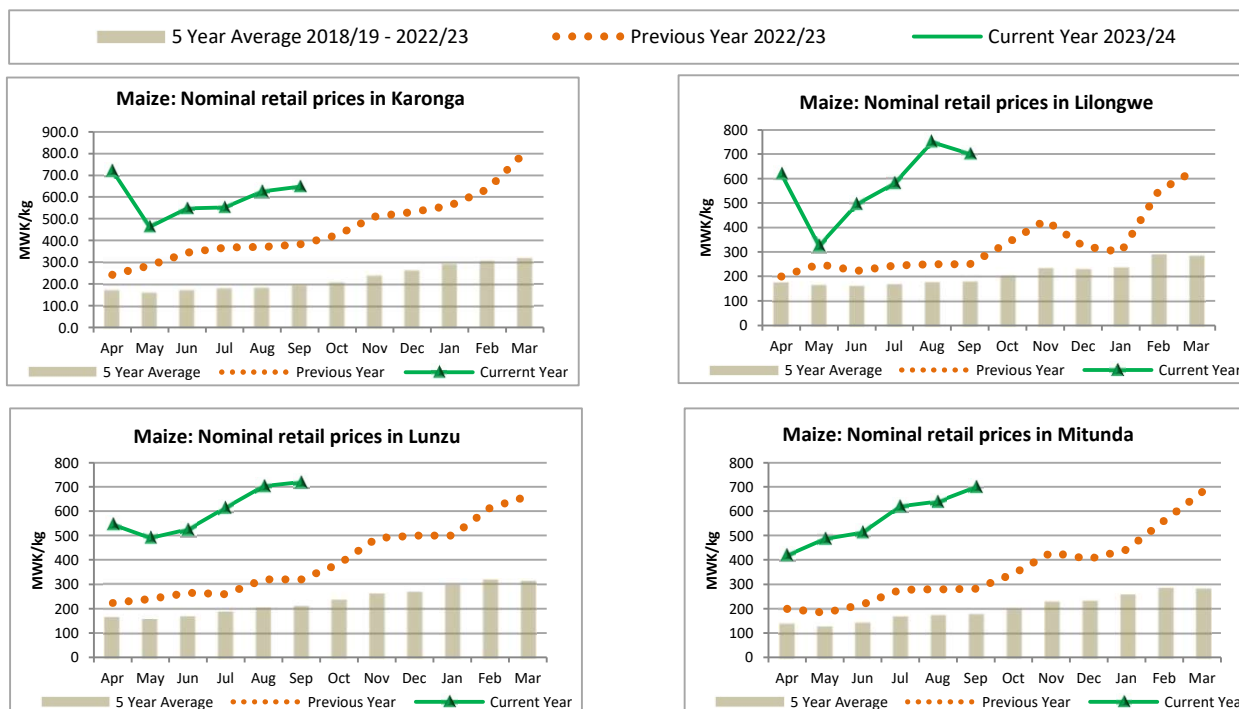 5 Year Average 2018/19 - 2022/23 Previous Year 2022/23 Current Year 2023/24
Maize: Nominal retail prices in Karonga
MWK/kg
900.0
800.0
700.0
600.0
500.0
400.0
300.0
200.0
100.0
0.0
Apr May Jun Jul Aug Sep Oct Nov Dec Jan Feb Mar
5 Year Average Previous Year Currernt Year
Maize: Nominal retail prices in Lilongwe
MWK/kg
800
700
600
500
400
300
200
100
0
Apr May Jun Jul Aug Sep Oct Nov Dec Jan Feb Mar
5 Year Average Previous Year Current Year
Maize: Nominal retail prices in Lunzu
MWK/kg
800
700
600
500
400
300
200
100
0
Apr May Jun Jul Aug Sep Oct Nov Dec Jan Feb Mar
5 Year Average Previous Year Current Year
Maize: Nominal retail prices in Mitunda
MWK/kg
800
700
600
500
400
300
200
100
0
Apr May Jun Jul Aug Sep Oct Nov Dec Jan Feb Mar
5 Year Average Previous Year Current Year